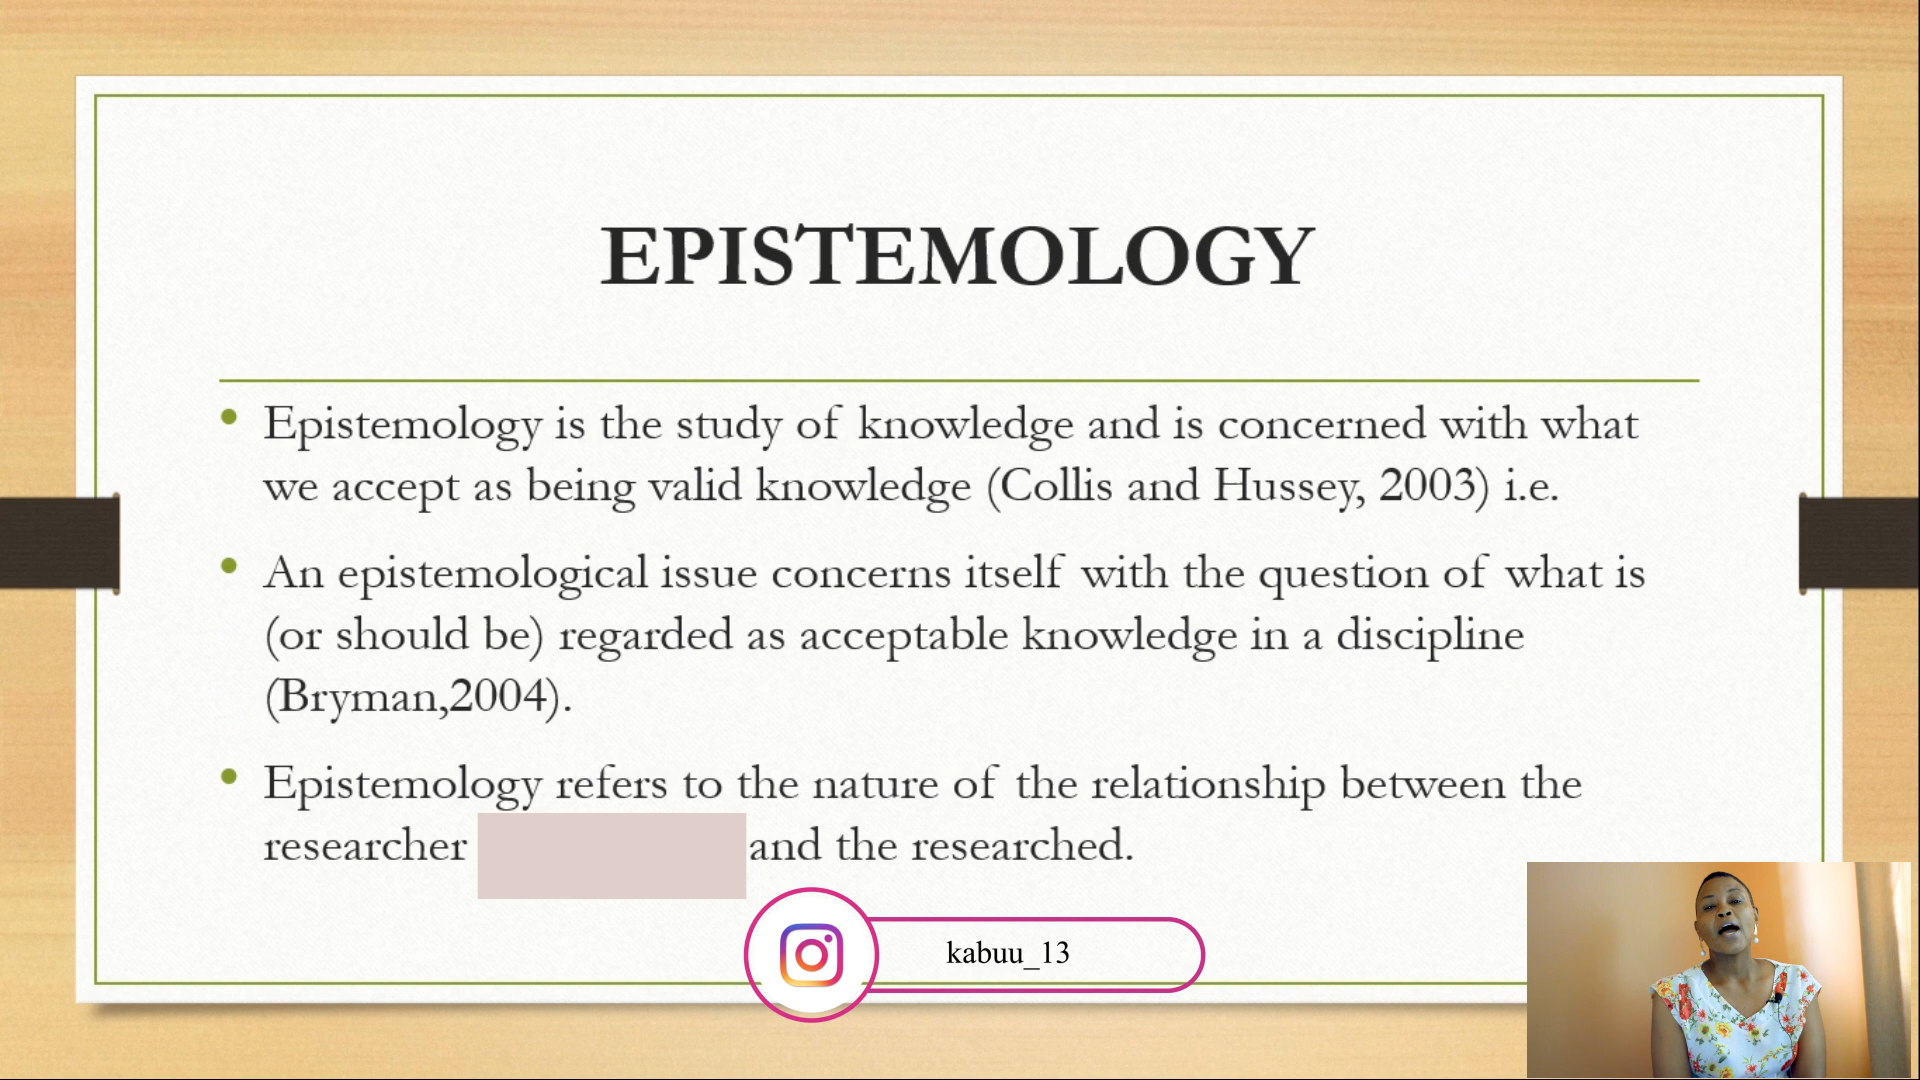 EPISTEMOLOGY
• Epistemology is the study of knowledge and is concerned with what
we accept as being valid knowledge (Collis and Hussey, 2003) i.e.
• An epistemological issue concerns itself with the question of what is
(or should be) regarded as acceptable knowledge in a discipline
(Bryman,2004).
• Epistemology refers to the nature of the relationship between the
researcher and the researched.
kabuu_13